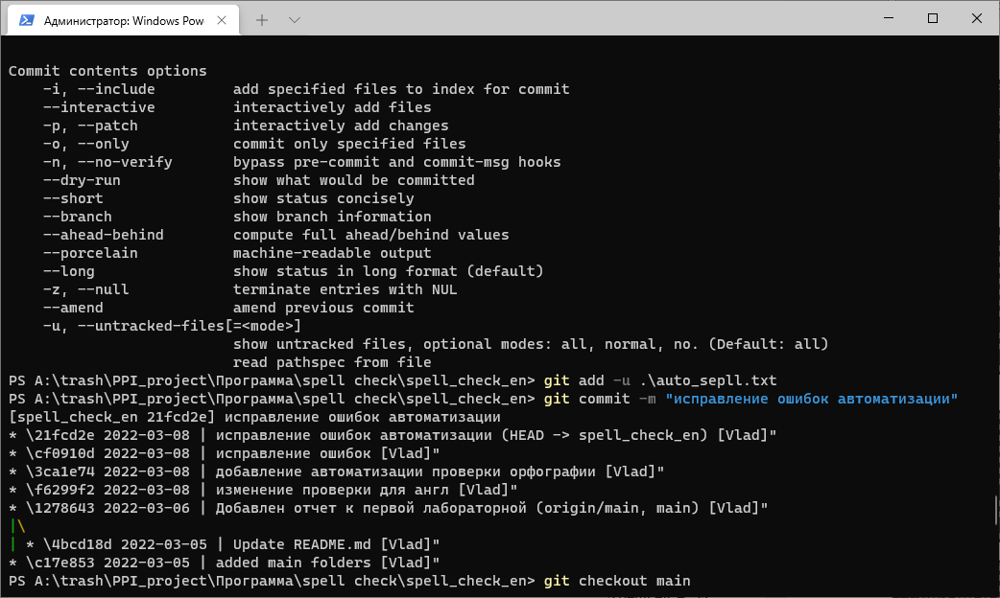 Администратор: Windows Pow
Commit contents options
-i, --include add specified files to index for commit
--interactive interactively add files
-p, --patch interactively add changes
-o, --only commit only specified files
-n, --no-verify bypass pre-commit and commit-msg hooks
--dry-run show what would be committed
--short show status concisely
--branch show branch information
--ahead-behind compute full ahead/behind values
--porcelain machine-readable output
--long show status in long format (default)
-z, --null terminate entries with NUL
--amend amend previous commit
-u, --untracked-files[=<mode>]
show untracked files, optional modes: all, normal, no. (Default: all)
read pathspec from file
PS A:\trash\PPI_project\Программа\spell check\spell_check_en> git add -u .\auto_sepll.txt
PS A:\trash\PPI_project\Программа\spell check\spell_check_en> git commit -m "исправление ошибок автоматизации"
[spell_check_en 21fcd2e] исправление ошибок автоматизации
* \21fcd2e 2022-03-08 | исправление ошибок автоматизации (HEAD -> spell_check_en) [Vlad]"
* \cf0910d 2022-03-08 | исправление ошибок [Vlad]"
* \3ca1e74 2022-03-08 | добавление автоматизации проверки орфографии [Vlad]"
* \f6299f2 2022-03-08 | изменение проверки для англ [Vlad]"
* \1278643 2022-03-06 | Добавлен отчет к первой лабораторной (origin/main, main) [Vlad]"
|\
| * \4bcd18d 2022-03-05 | Update README.md [Vlad]"
* \c17e853 2022-03-05 | added main folders [Vlad]"
PS A:\trash\PPI_project\Программа\spell check\spell_check_en> git checkout main